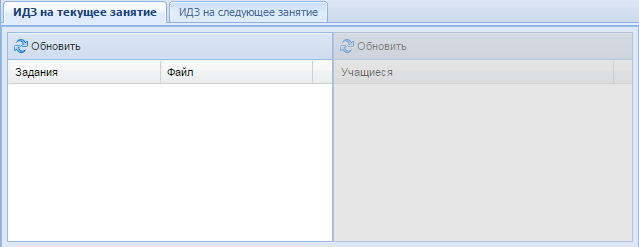 ИДЗ на текущее занятие
ИДЗ на следующее занятие
Обновить
Обновить
Задания
Файл
Учащиеся